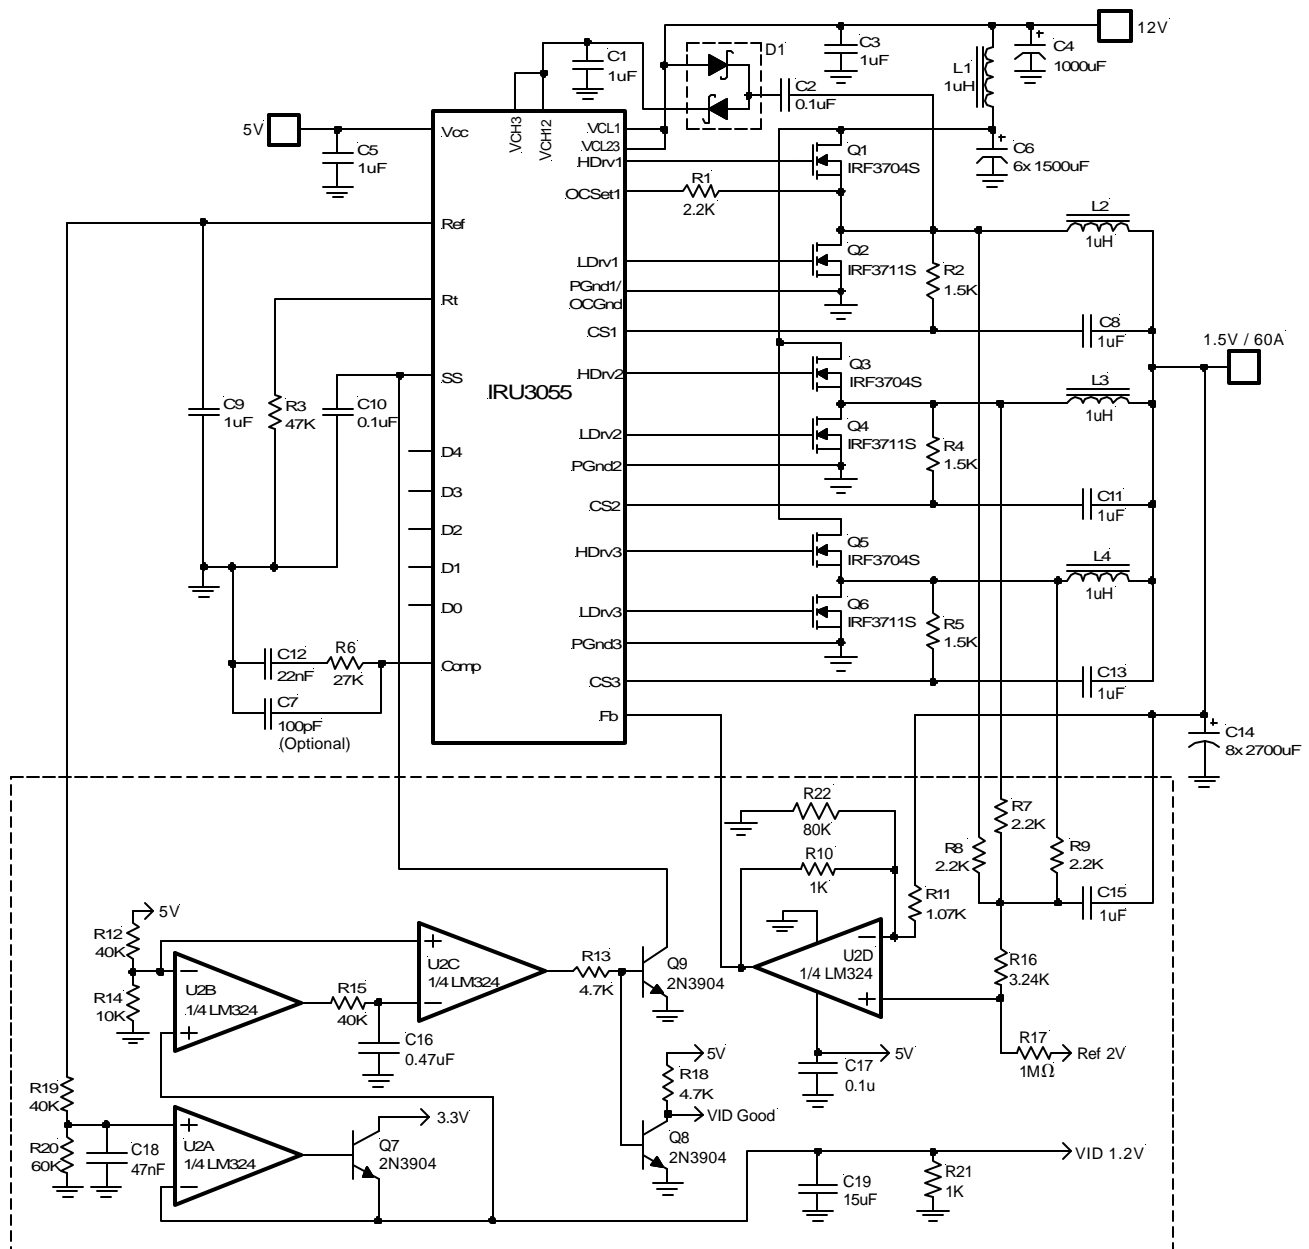 12V
C3
1uF
C4
1000uF
L1
1uH
D1
C1
1uF
C2
0.1uF
5V
C5
1uF
Vcc
VCH3
VCH12
VCL1
VCL23
HDrv1
OCSet1
R1
2.2K
Q1
IRF3704S
C6
6x 1500uF
Ref
LDrv1
PGnd1/
OCGnd
Q2
IRF3711S
R2
1.5K
L2
1uH
Rt
CS1
C8
1uF
1.5V / 60A
SS
IRU3055
HDrv2
Q3
IRF3704S
L3
1uH
C9
1uF
R3
47K
C10
0.1uF
LDrv2
Q4
IRF3711S
R4
1.5K
D4
PGnd2
D3
CS2
C11
1uF
D2
HDrv3
Q5
IRF3704S
L4
1uH
D1
D0
LDrv3
Q6
IRF3711S
R5
1.5K
PGnd3
C12
22nF
R6
27K
Comp
CS3
C13
1uF
C7
100pF
(Optional)
Fb
C14
8x 2700uF
R22
80K
R7
2.2K
R10
1K
R8
2.2K
R9
2.2K
R11
1.07K
C15
1uF
5V
R12
40K
R14
10K
U2B
1/4 LM324
R15
40K
C16
0.47uF
U2C
1/4 LM324
R13
4.7K
Q9
2N3904
U2D
1/4 LM324
R16
3.24K
R17
1MΩ
Ref 2V
C17
0.1u
5V
5V
R18
4.7K
VID Good
Q8
2N3904
R19
40K
R20
60K
C18
47nF
U2A
1/4 LM324
Q7
2N3904
3.3V
C19
15uF
R21
1K
VID 1.2V